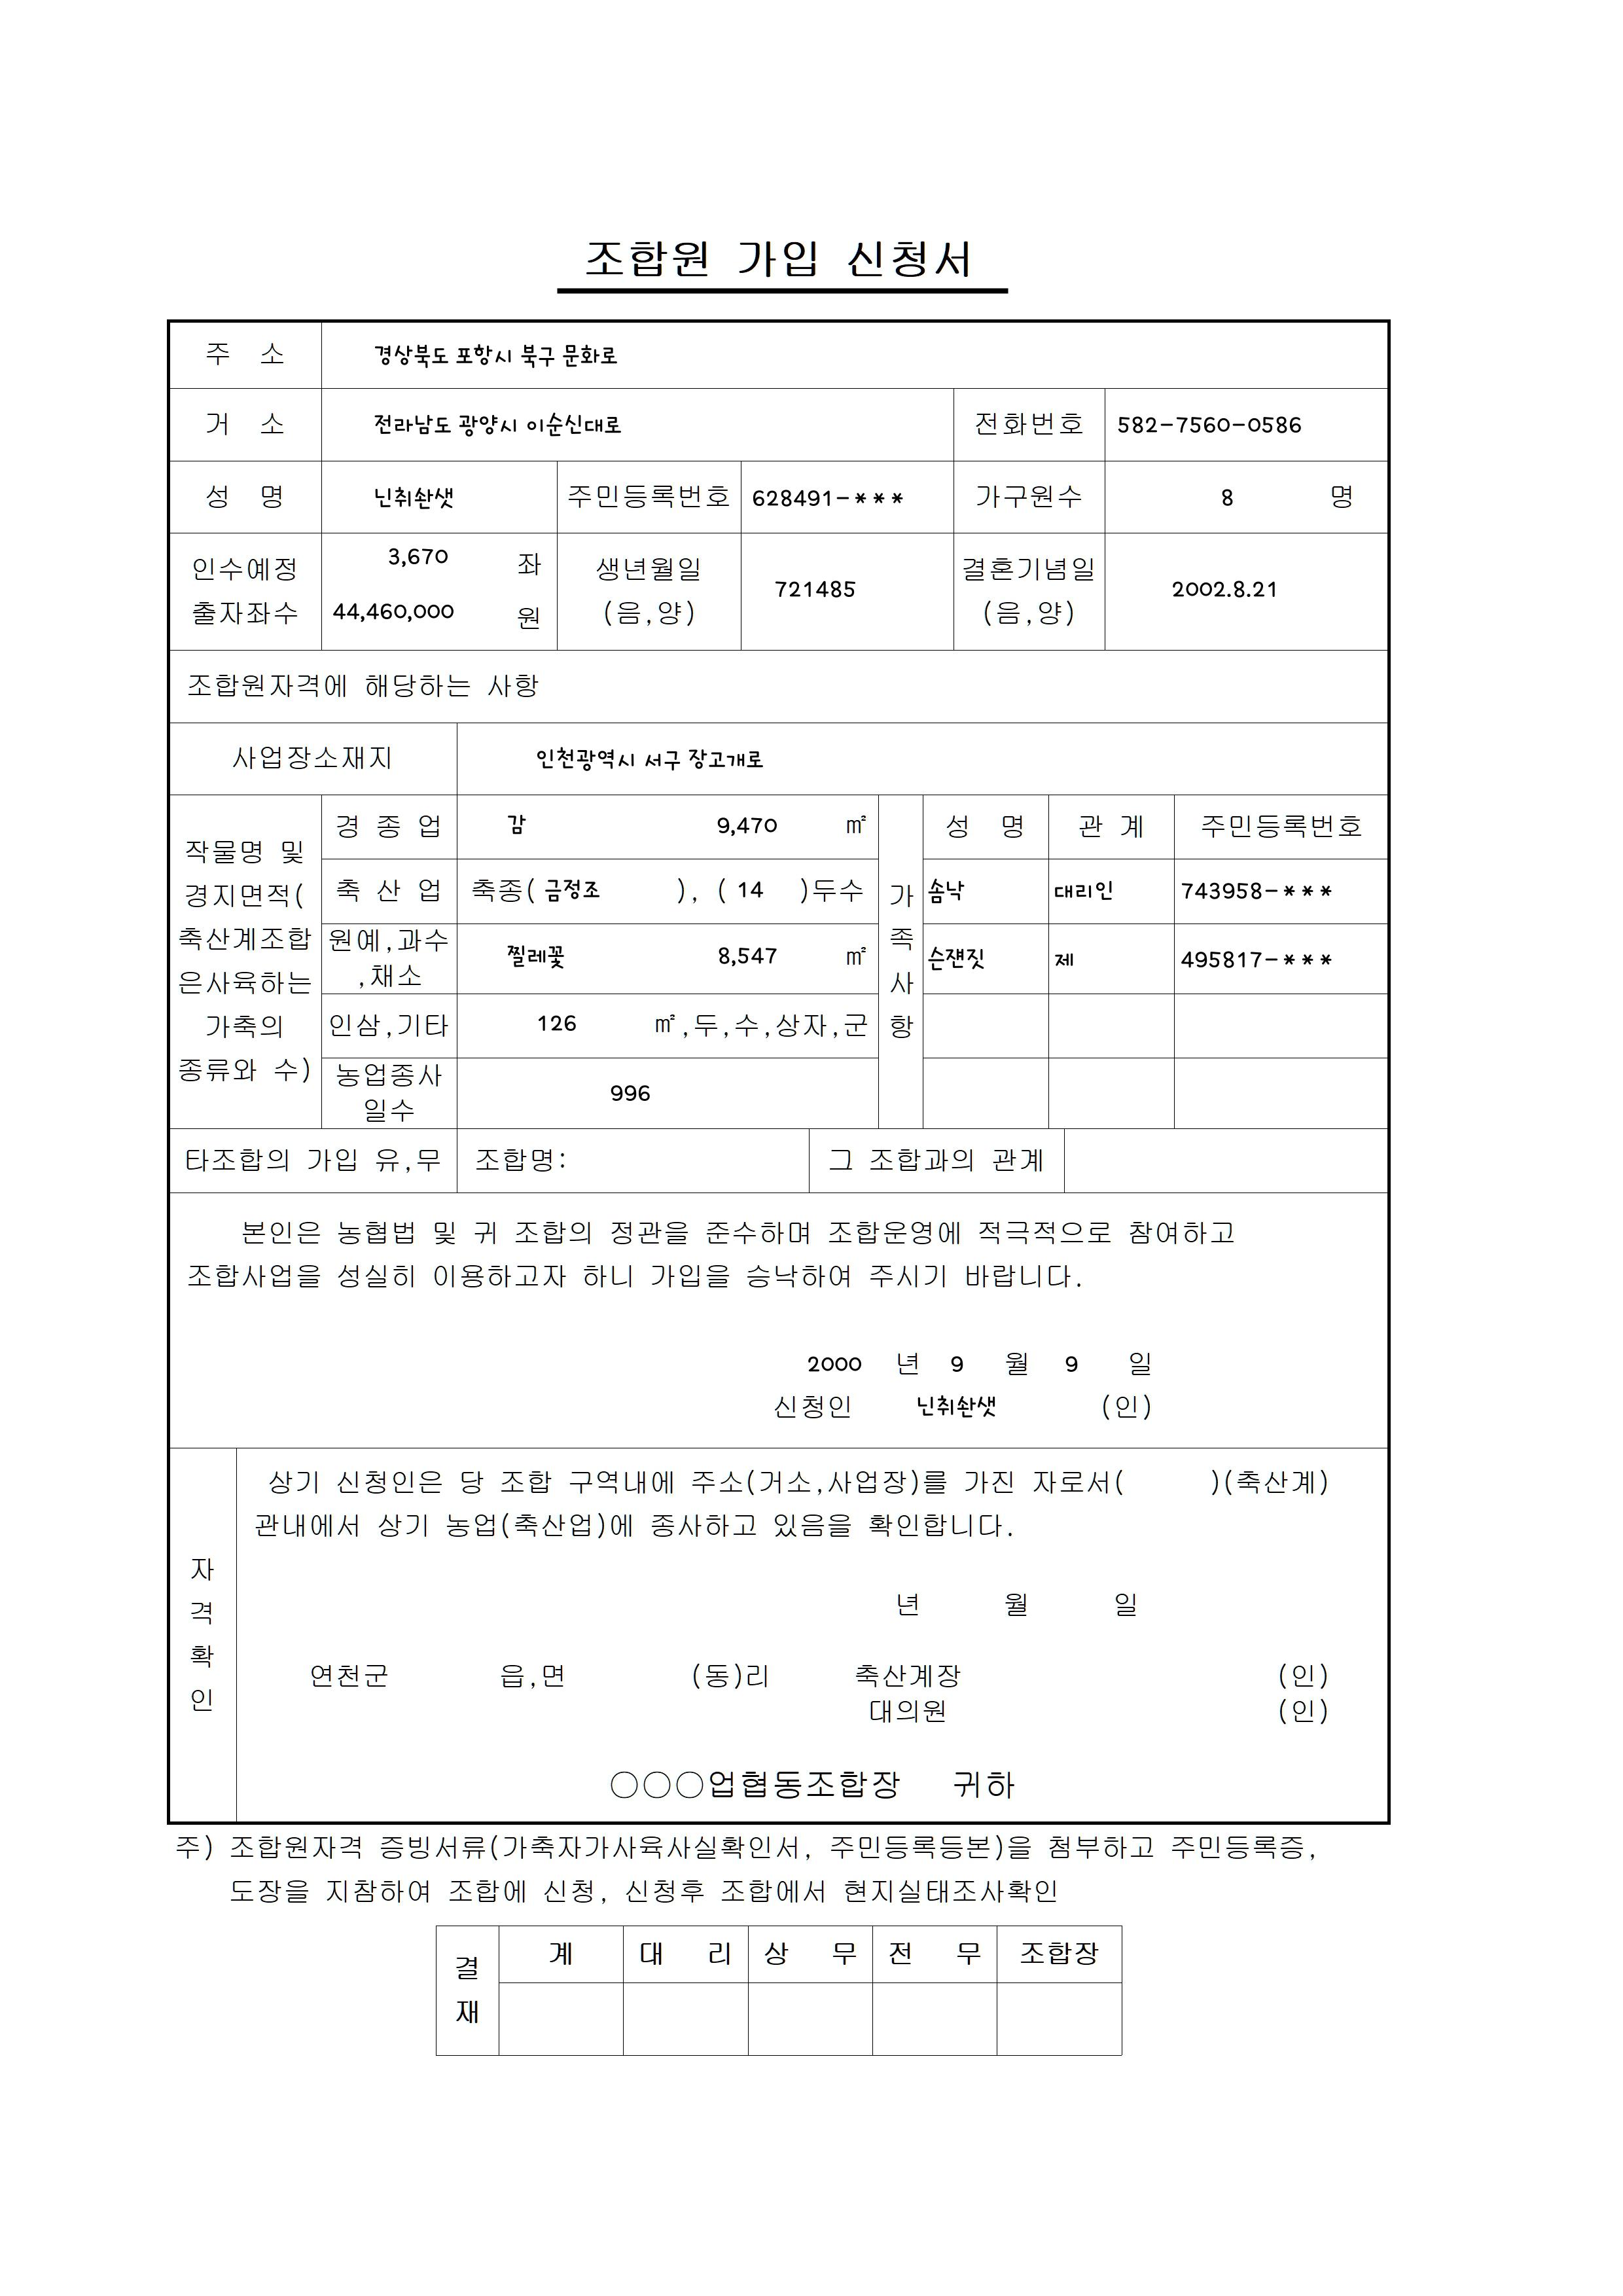 조합원 가입 신청서
주 소 경상북도 포항시 북구 문화로
거 소 전라남도 광양시 이순신대로 전화번호 582-7560-0586
성 명 닌취솬샛 주민등록번호 628491-*** 가구원수 8 명
인수예정 출자좌수 3,670 좌 44,460,000 원 생년월일 (음,양) 721485 결혼기념일 (음,양) 2002.8.21
조합원자격에 해당하는 사항
사업장소재지 인천광역시 서구 장고개로
작물명 및
경지면적(
축산계조합
은사육하는
가축의
종류와 수)
경 종 업 감 9,470 ㎡
축 산 업 축종( 금정조 ), ( 14 )두수
원예,과수
,채소 찔레꽃 8,547 ㎡
인삼,기타 126 ㎡,두,수,상자,군
농업종사
일수 996
가족사항
성 명 관 계 주민등록번호
솜낙 대리인 743958-***
슨쟨짓 제 495817-***
타조합의 가입 유,무 조합명: 그 조합과의 관계
본인은 농협법 및 귀 조합의 정관을 준수하며 조합운영에 적극적으로 참여하고
조합사업을 성실히 이용하고자 하니 가입을 승낙하여 주시기 바랍니다.
2000 년 9 월 9 일
신청인 닌취솬샛 (인)
자격확인
상기 신청인은 당 조합 구역내에 주소(거소,사업장)를 가진 자로서( )(축산계)
관내에서 상기 농업(축산업)에 종사하고 있음을 확인합니다.
년 월 일
연천군 읍,면 (동)리 축산계장 (인)
대의원 (인)
○○○업협동조합장 귀하
주) 조합원자격 증빙서류(가축자가사육사실확인서, 주민등록등본)을 첨부하고 주민등록증,
도장을 지참하여 조합에 신청, 신청후 조합에서 현지실태조사확인
결재 계 대 리 상 무 전 무 조합장